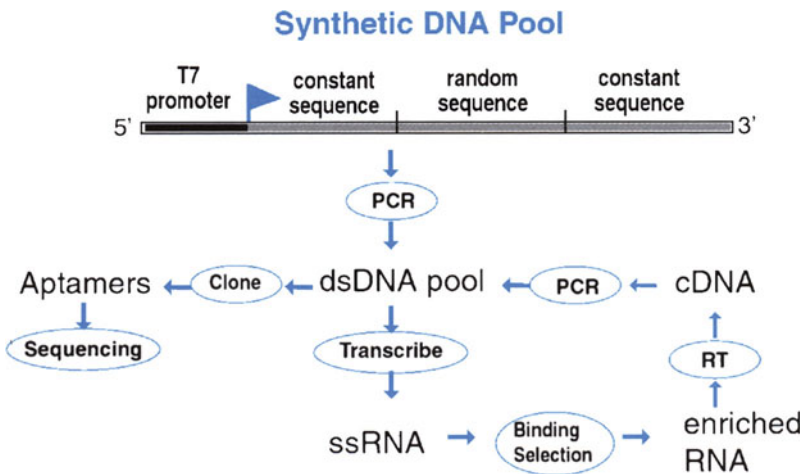 Synthetic DNA Pool
T7
promoter
constant
sequence
random
sequence
constant
sequence
5’
3’
PCR
Aptamers
Clone
dsDNA pool
PCR
cDNA
Sequencing
Transcribe
RT
ssRNA
Binding
Selection
enriched
RNA